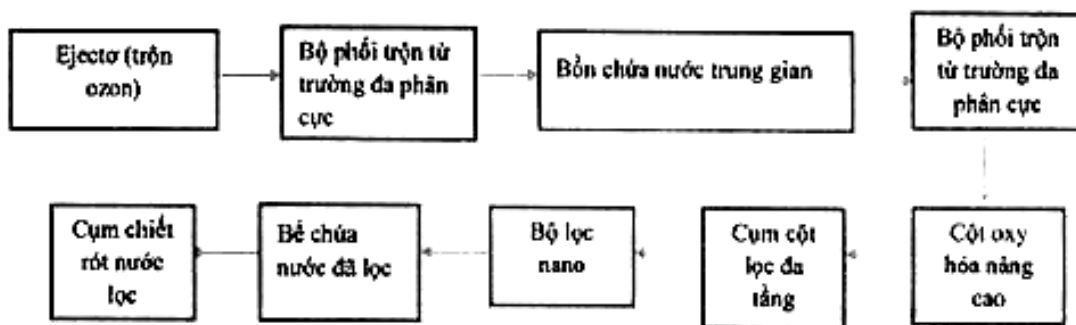 Ejectơ (trộn
ozon)
Bộ phối trộn từ
trường đa phân
cực
Bồn chứa nước trung gian
Bộ phối trộn
từ trường đa
phân cực
Cụm chiết
rót nước
lọc
Bể chứa
nước đã lọc
Bộ lọc
nano
Cụm cột
lọc đa
tầng
Cột oxy
hóa nâng
cao